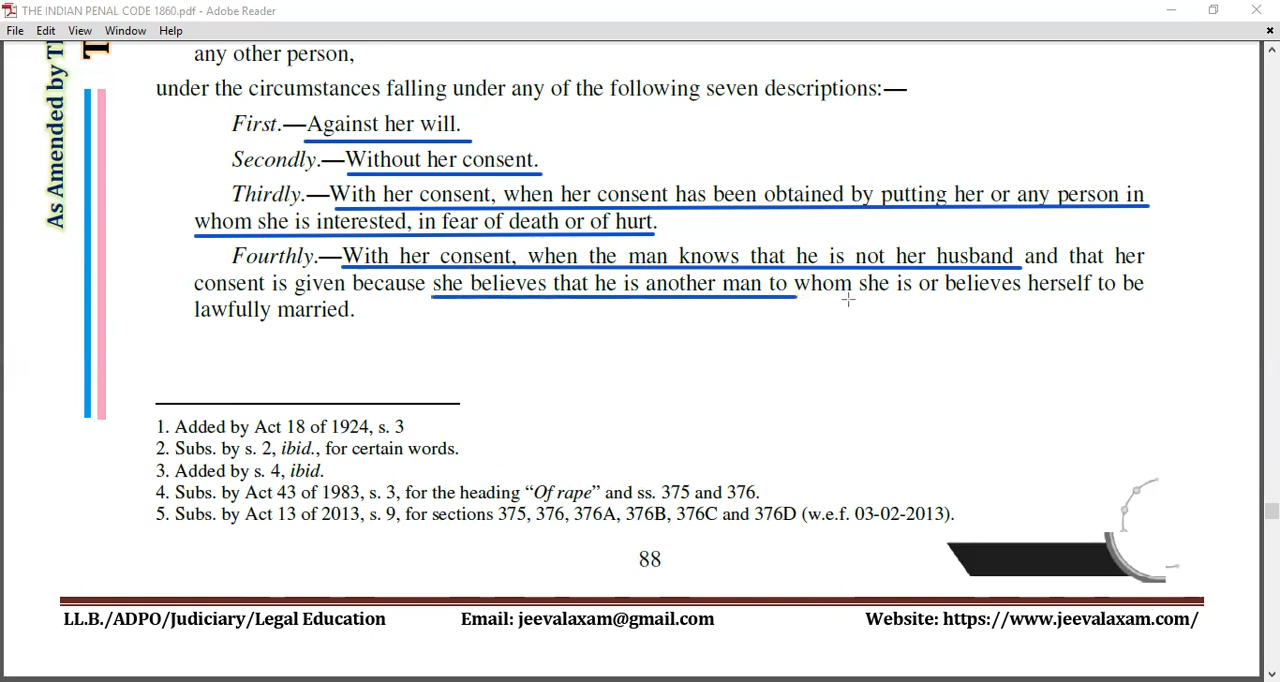 THE INDIAN PENAL CODE 1860.pdf - Adobe Reader
File Edit View Window Help
As Amended by
any other person,
under the circumstances falling under any of the following seven descriptions:—
First.—Against her will.
Secondly.—Without her consent.
Thirdly.—With her consent, when her consent has been obtained by putting her or any person in
whom she is interested, in fear of death or of hurt.
Fourthly.—With her consent, when the man knows that he is not her husband and that her
consent is given because she believes that he is another man to whom she is or believes herself to be
lawfully married.
1. Added by Act 18 of 1924, s. 3
2. Subs. by s. 2, ibid., for certain words.
3. Added by s. 4, ibid.
4. Subs. by Act 43 of 1983, s. 3, for the heading “Of rape” and ss. 375 and 376.
5. Subs. by Act 13 of 2013, s. 9, for sections 375, 376, 376A, 376B, 376C and 376D (w.e.f. 03-02-2013).
88
LL.B./ADPO/Judiciary/Legal Education Email: jeevalaxam@gmail.com Website: https://www.jeevalaxam.com/